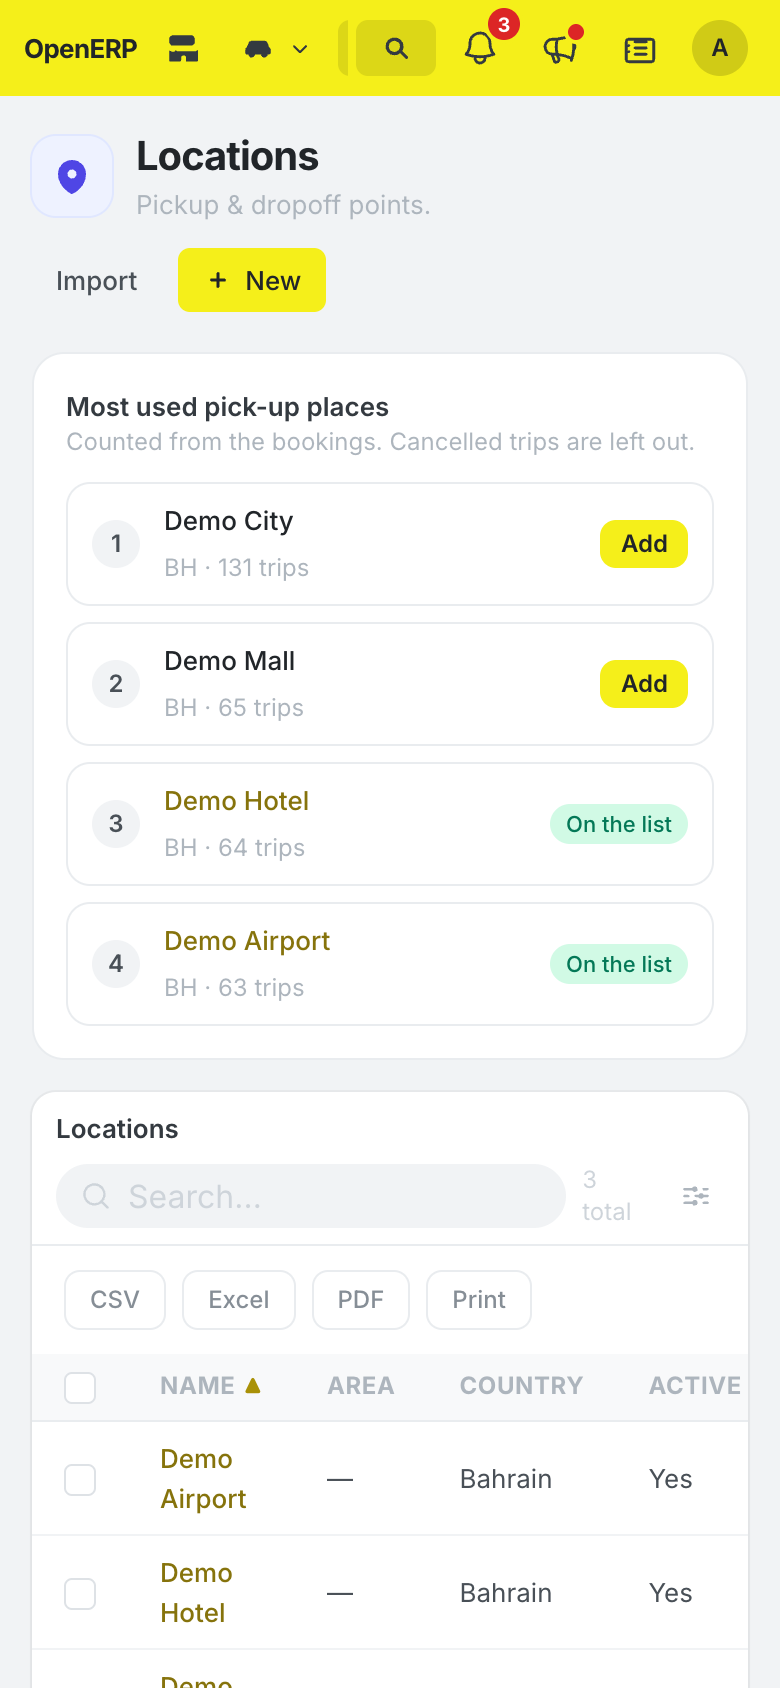 OpenERP
3
A
Locations
Pickup & dropoff points.
Import
+ New
Most used pick-up places
Counted from the bookings. Cancelled trips are left out.
1
Demo City
BH · 131 trips
Add
2
Demo Mall
BH · 65 trips
Add
3
Demo Hotel
BH · 64 trips
On the list
4
Demo Airport
BH · 63 trips
On the list
Locations
Search...
3
total
CSV Excel PDF Print
NAME ▲ AREA COUNTRY ACTIVE
Demo
Airport
— Bahrain Yes
Demo
Hotel
— Bahrain Yes
Demo